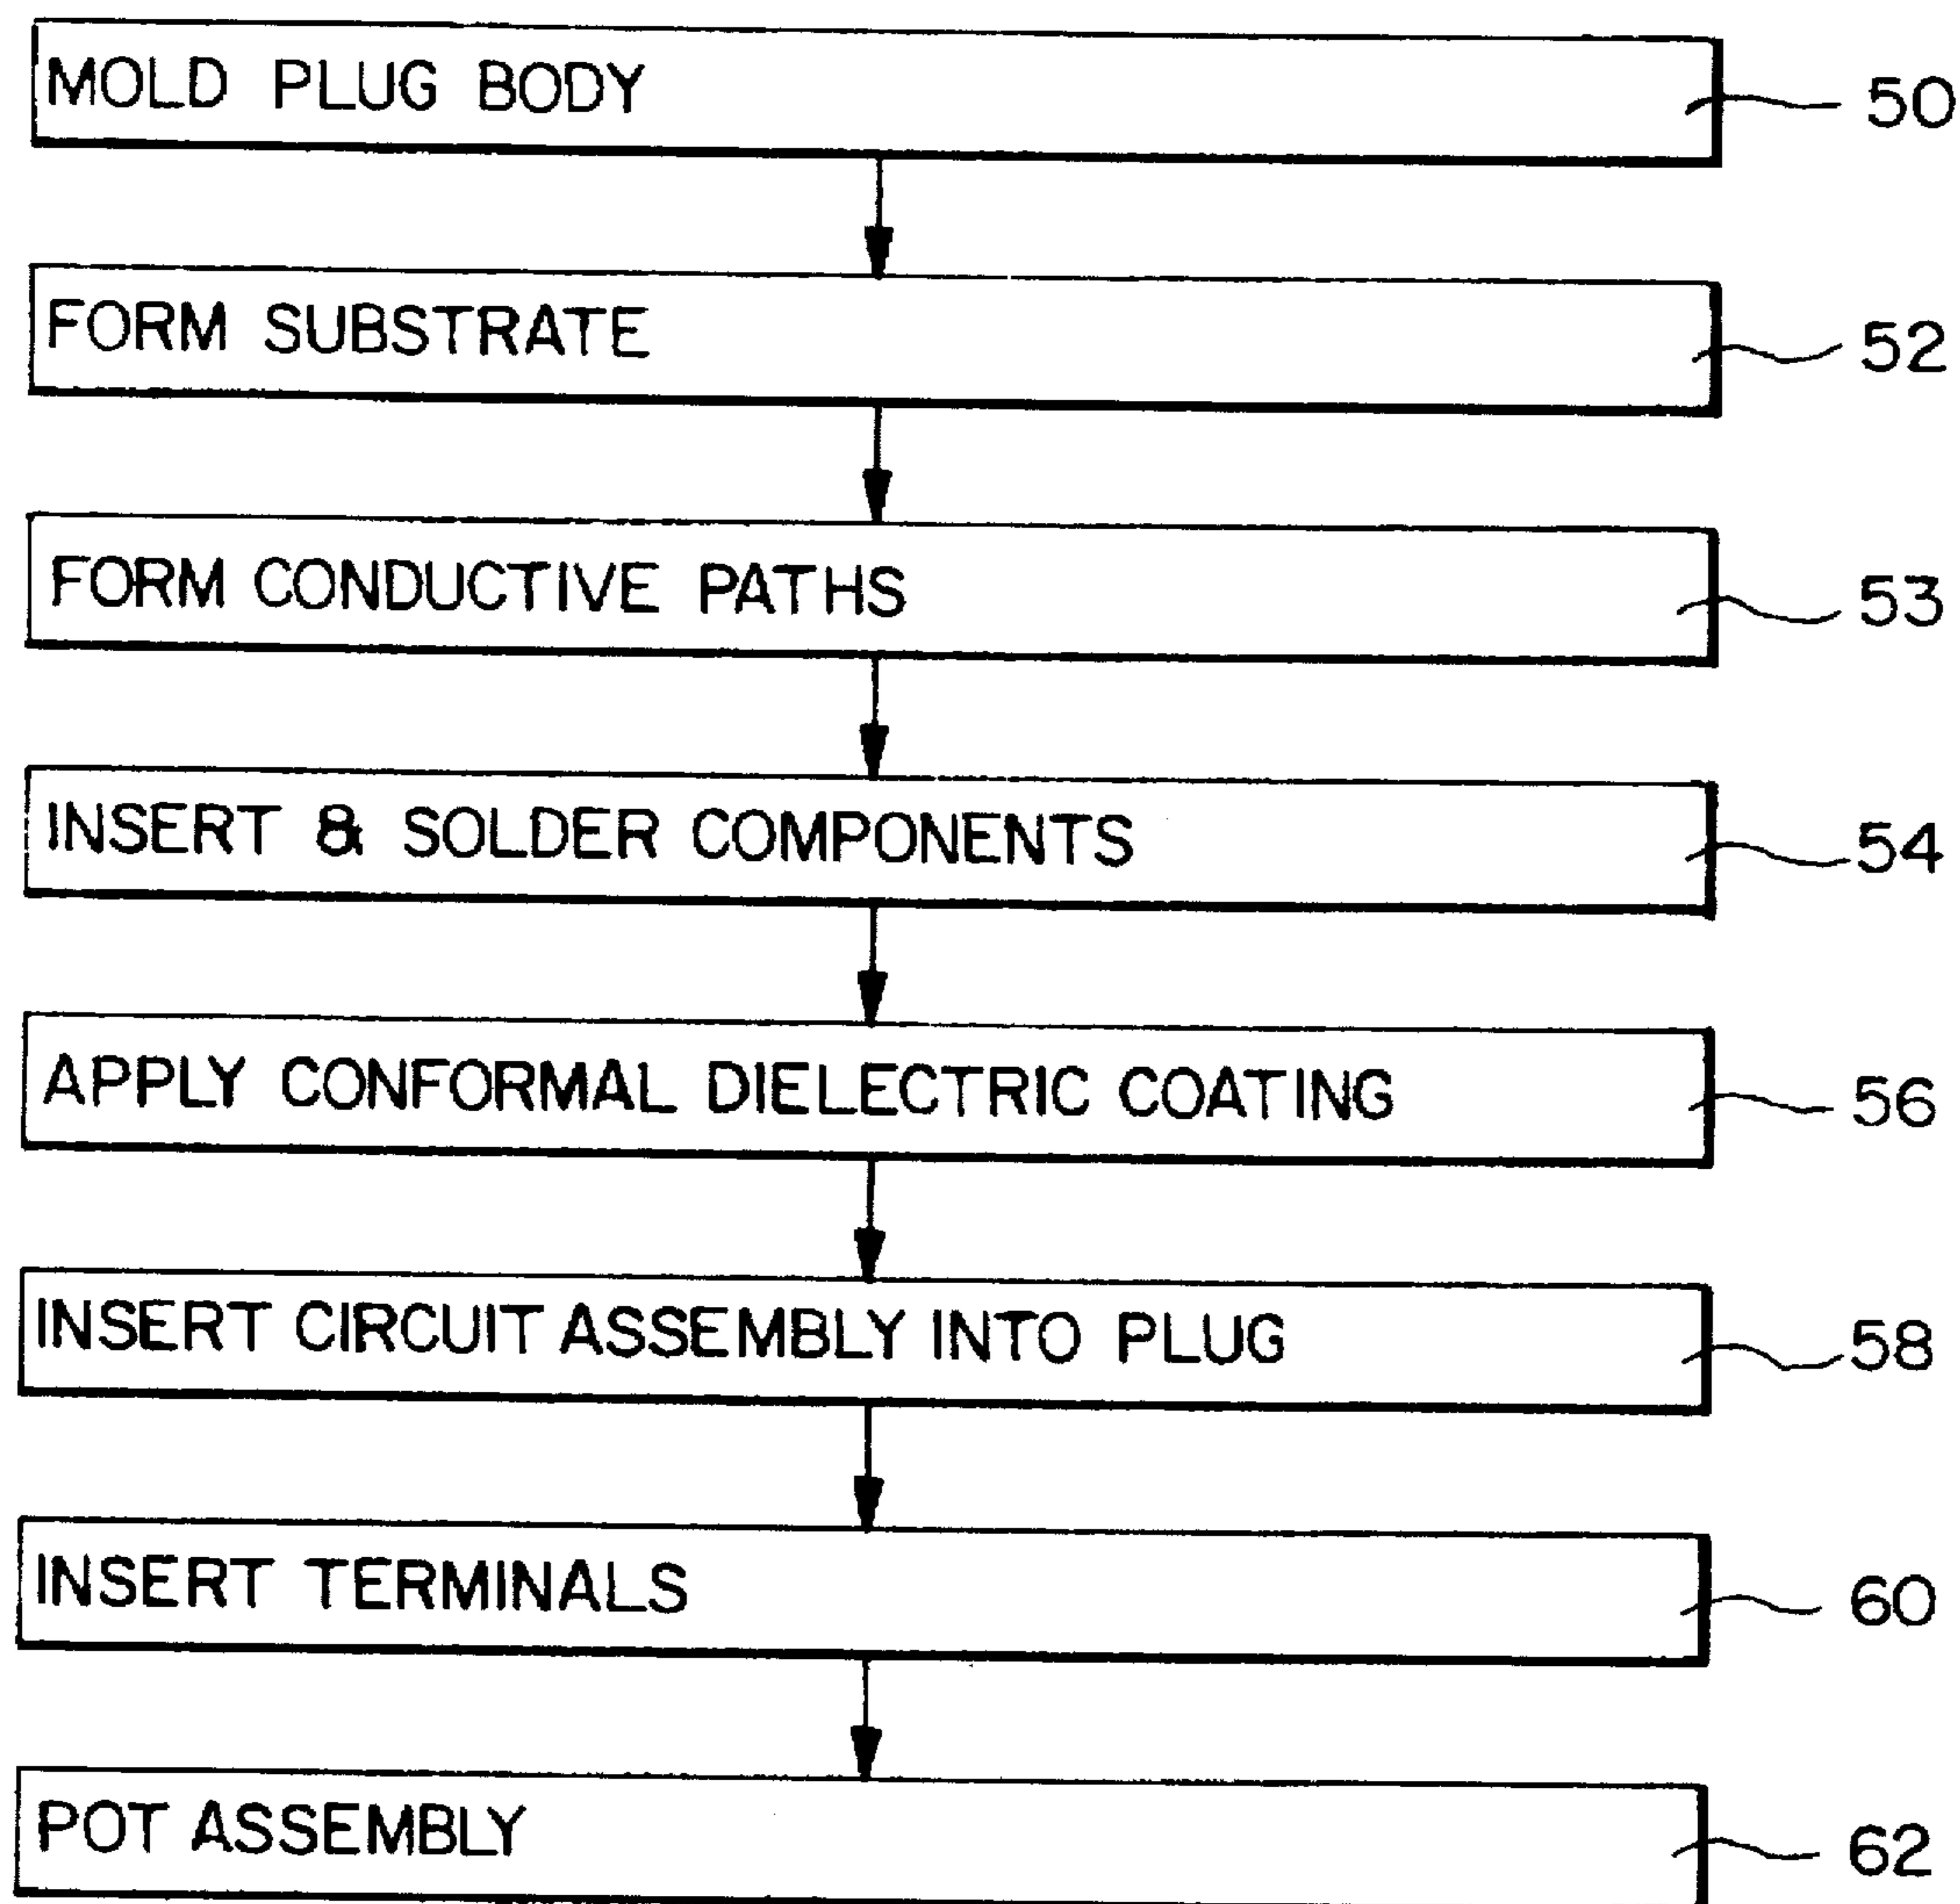 MOLD PLUG BODY 50
FORM SUBSTRATE 52
FORM CONDUCTIVE PATHS 53
INSERT & SOLDER COMPONENTS 54
APPLY CONFORMAL DIELECTRIC COATING 56
INSERT CIRCUIT ASSEMBLY INTO PLUG 58
INSERT TERMINALS 60
POT ASSEMBLY 62